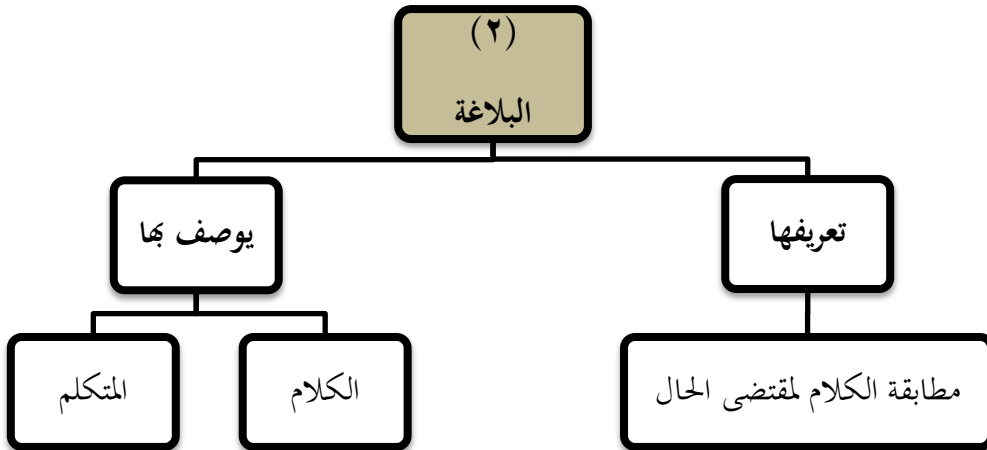 (٢)
البلاغة
تعريفها
يوصف بها
مطابقة الكلام لمقتضى الحال
الكلام
المتكلم